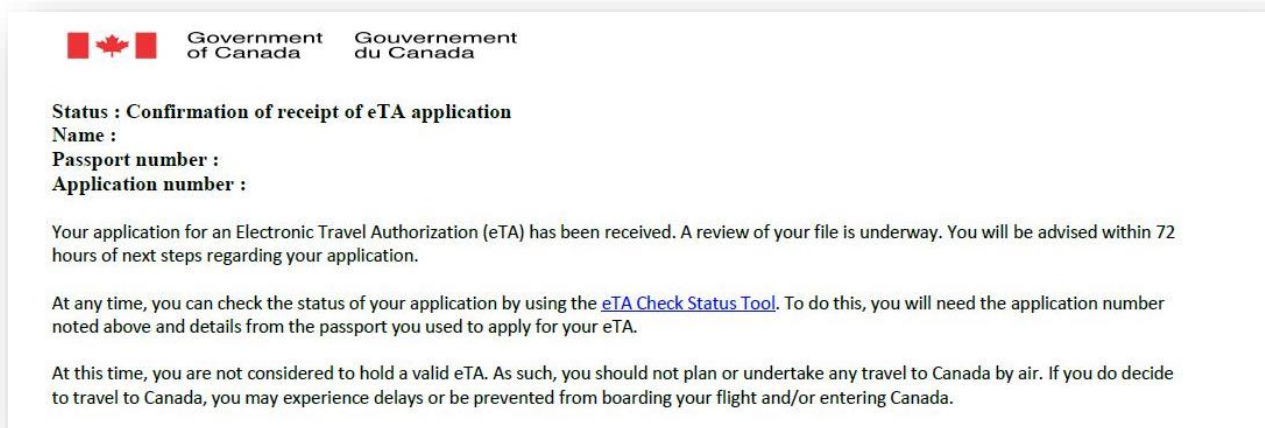 Government Gouvernement
of Canada du Canada
Status : Confirmation of receipt of eTA application
Name :
Passport number :
Application number :
Your application for an Electronic Travel Authorization (eTA) has been received. A review of your file is underway. You will be advised within 72
hours of next steps regarding your application.
At any time, you can check the status of your application by using the eTA Check Status Tool. To do this, you will need the application number
noted above and details from the passport you used to apply for your eTA.
At this time, you are not considered to hold a valid eTA. As such, you should not plan or undertake any travel to Canada by air. If you do decide
to travel to Canada, you may experience delays or be prevented from boarding your flight and/or entering Canada.